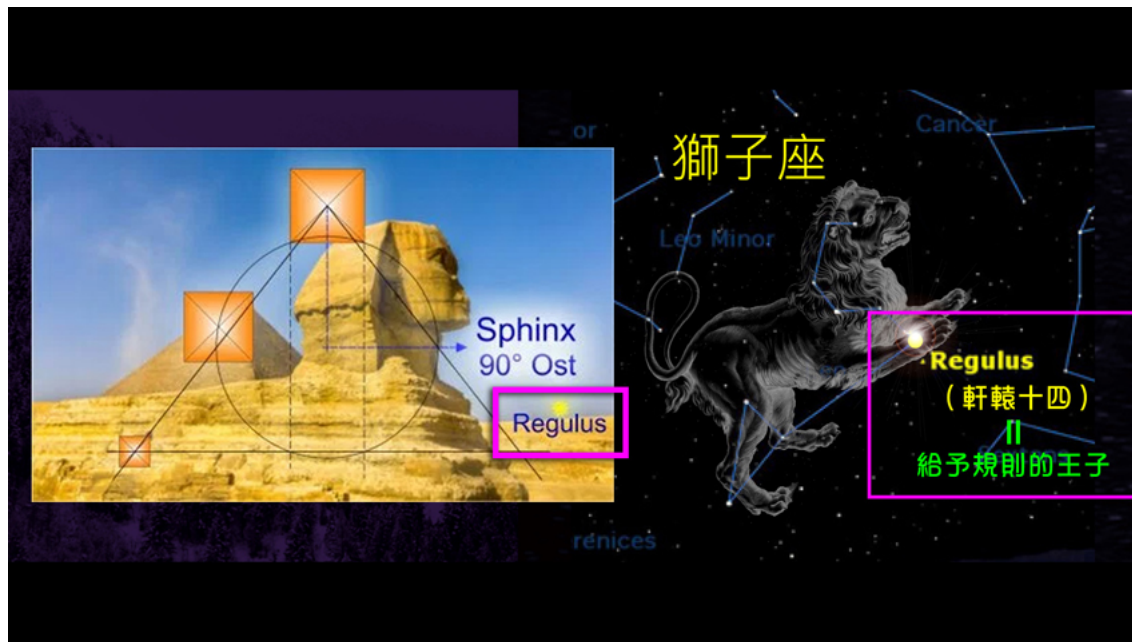 Sphinx
90° Ost
Regulus
獅子座
or
Cancer
Leo Minor
Regulus
（軒轅十四）
=
給予規則的王子
renices